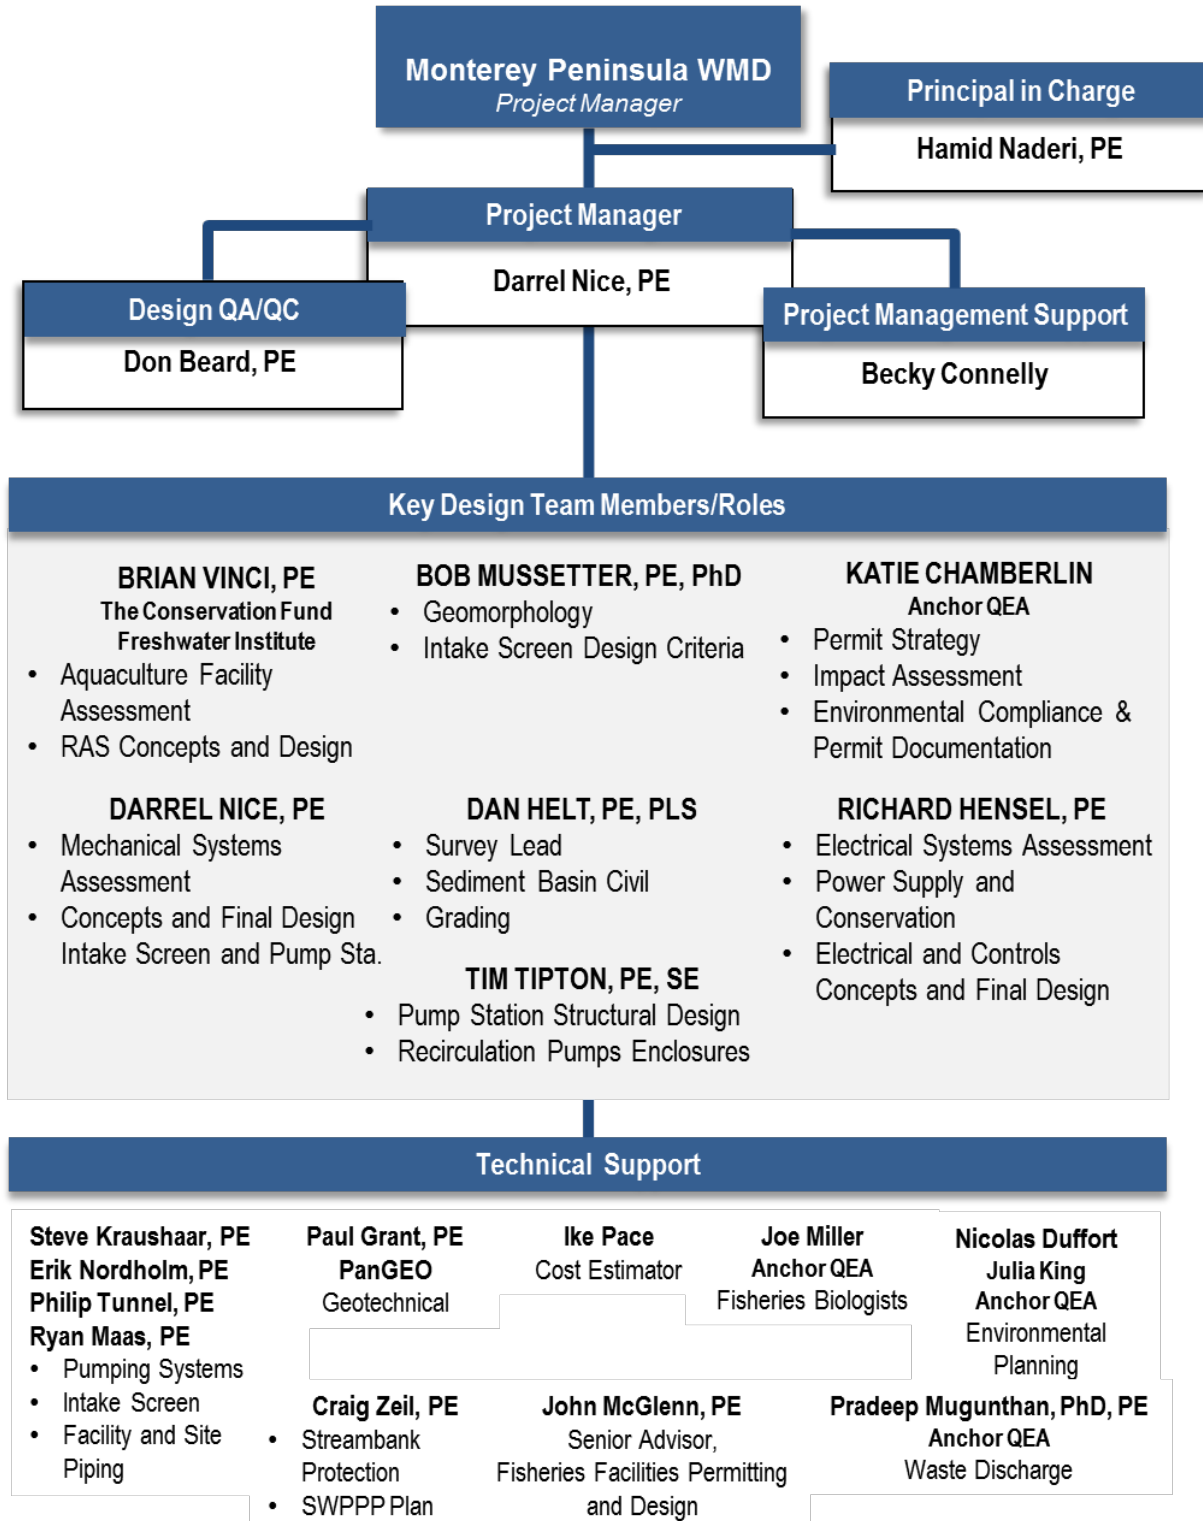 Monterey Peninsula WMD
Project Manager
Principal in Charge
Hamid Naderi, PE
Project Manager
Darrel Nice, PE
Design QA/QC
Don Beard, PE
Project Management Support
Becky Connelly
Key Design Team Members/Roles
BRIAN VINCI, PE
The Conservation Fund
Freshwater Institute
• Aquaculture Facility
Assessment
• RAS Concepts and Design
BOB MUSSETTER, PE, PhD
• Geomorphology
• Intake Screen Design Criteria
KATIE CHAMBERLIN
Anchor QEA
• Permit Strategy
• Impact Assessment
• Environmental Compliance &
Permit Documentation
DARREL NICE, PE
• Mechanical Systems
Assessment
• Concepts and Final Design
Intake Screen and Pump Sta.
DAN HELT, PE, PLS
• Survey Lead
• Sediment Basin Civil
• Grading
TIM TIPTON, PE, SE
• Pump Station Structural Design
• Recirculation Pumps Enclosures
RICHARD HENSEL, PE
• Electrical Systems Assessment
• Power Supply and
Conservation
• Electrical and Controls
Concepts and Final Design
Technical Support
Steve Kraushaar, PE
Erik Nordholm, PE
Philip Tunnel, PE
Ryan Maas, PE
• Pumping Systems
• Intake Screen
• Facility and Site
Piping
Paul Grant, PE
PanGEO
Geotechnical
Ike Pace
Cost Estimator
Joe Miller
Anchor QEA
Fisheries Biologists
Nicolas Duffort
Julia King
Anchor QEA
Environmental
Planning
Craig Zeil, PE
• Streambank
Protection
• SWPPP Plan
John McGlenn, PE
Senior Advisor,
Fisheries Facilities Permitting
and Design
Pradeep Mugunthan, PhD, PE
Anchor QEA
Waste Discharge